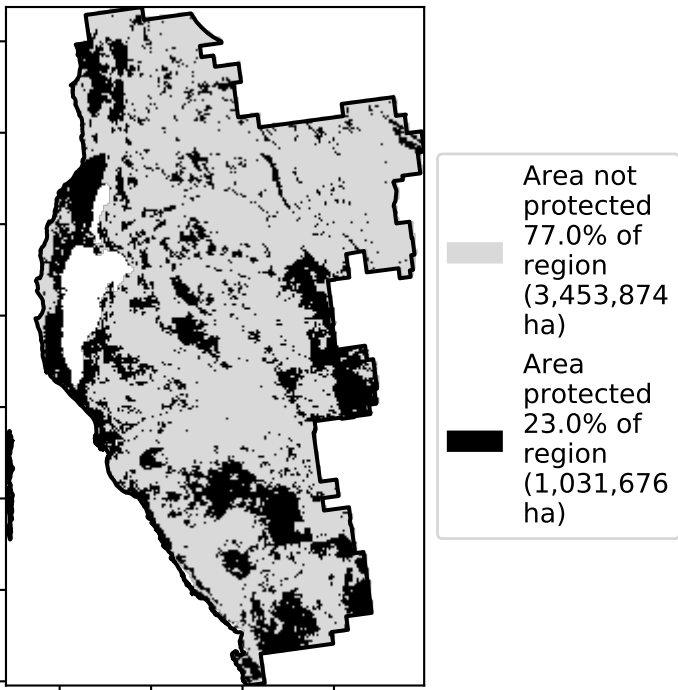 Area not
protected
77.0% of
region
(3,453,874
ha)
Area
protected
23.0% of
region
(1,031,676
ha)